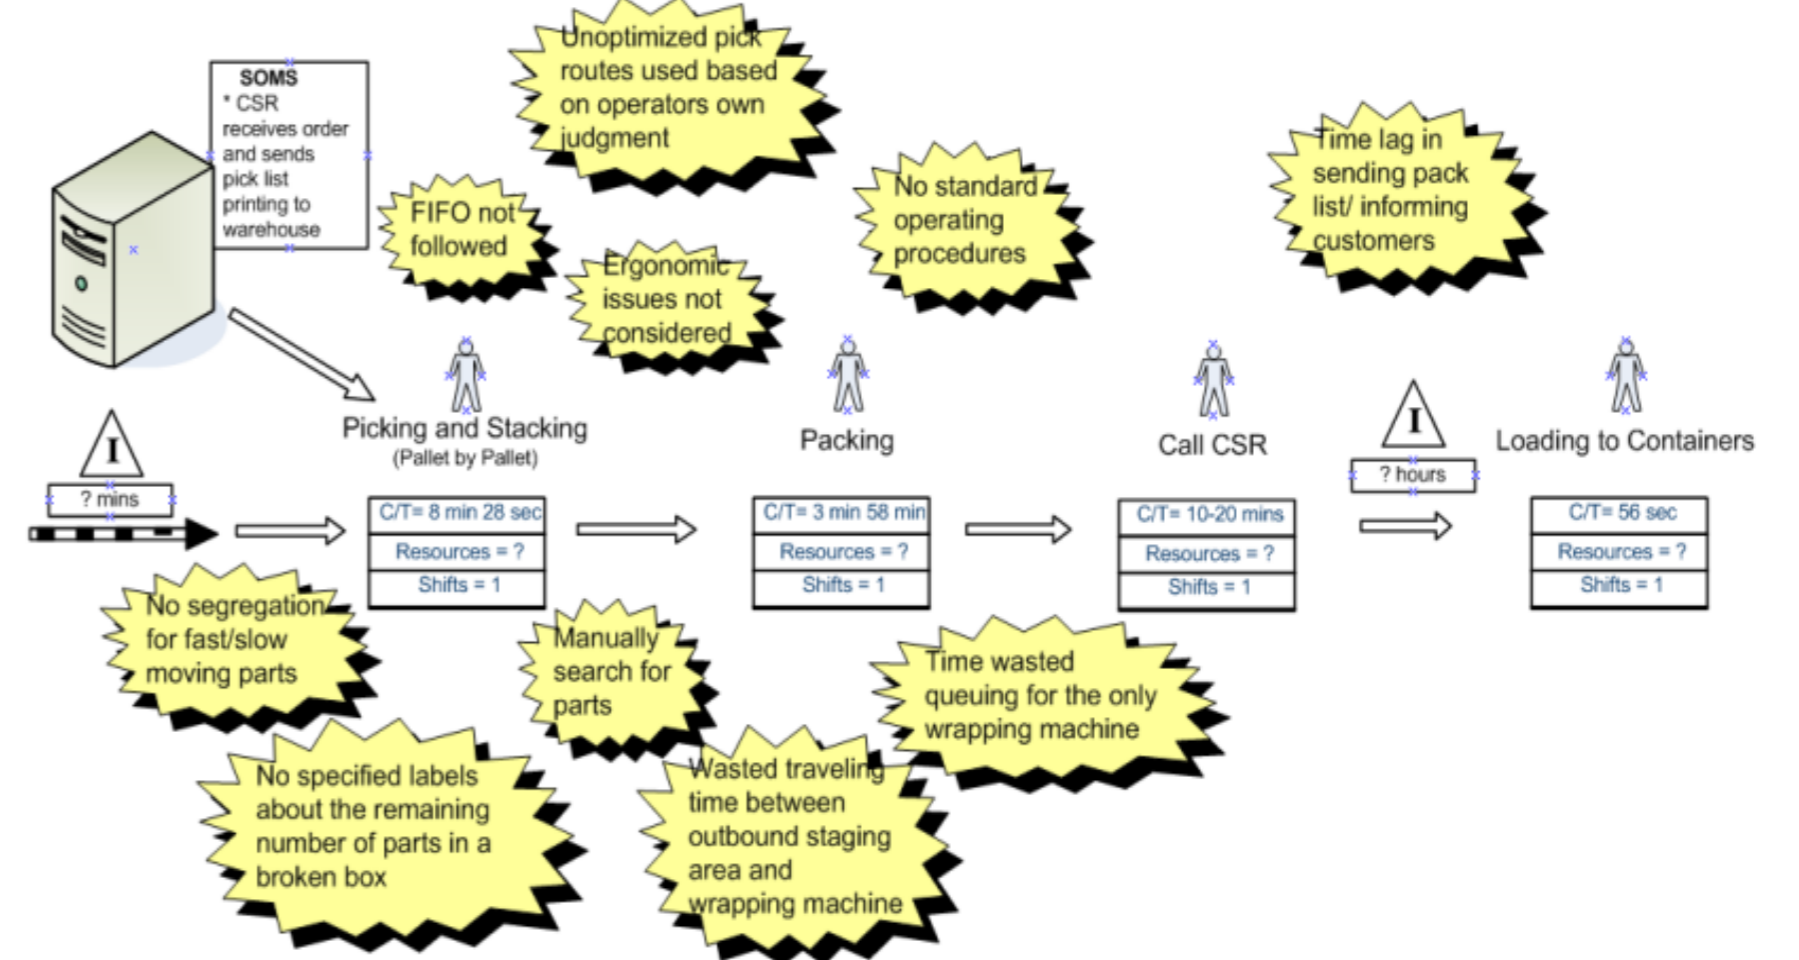 SOMS
* CSR
receives order
and sends
pick list
printing to
warehouse
Unoptimized pick
routes used based
on operators own
judgment
FIFO not
followed
Ergonomic
issues not
considered
No standard
operating
procedures
Time lag in
sending pack
list/ informing
customers
I
? mins
Picking and Stacking
(Pallet by Pallet)
C/T= 8 min 28 sec
Resources = ?
Shifts = 1
Packing
C/T= 3 min 58 min
Resources = ?
Shifts = 1
Call CSR
C/T= 10-20 mins
Resources = ?
Shifts = 1
I
? hours
Loading to Containers
C/T= 56 sec
Resources = ?
Shifts = 1
No segregation
for fast/slow
moving parts
No specified labels
about the remaining
number of parts in a
broken box
Manually
search for
parts
Wasted traveling
time between
outbound staging
area and
wrapping machine
Time wasted
queuing for the only
wrapping machine